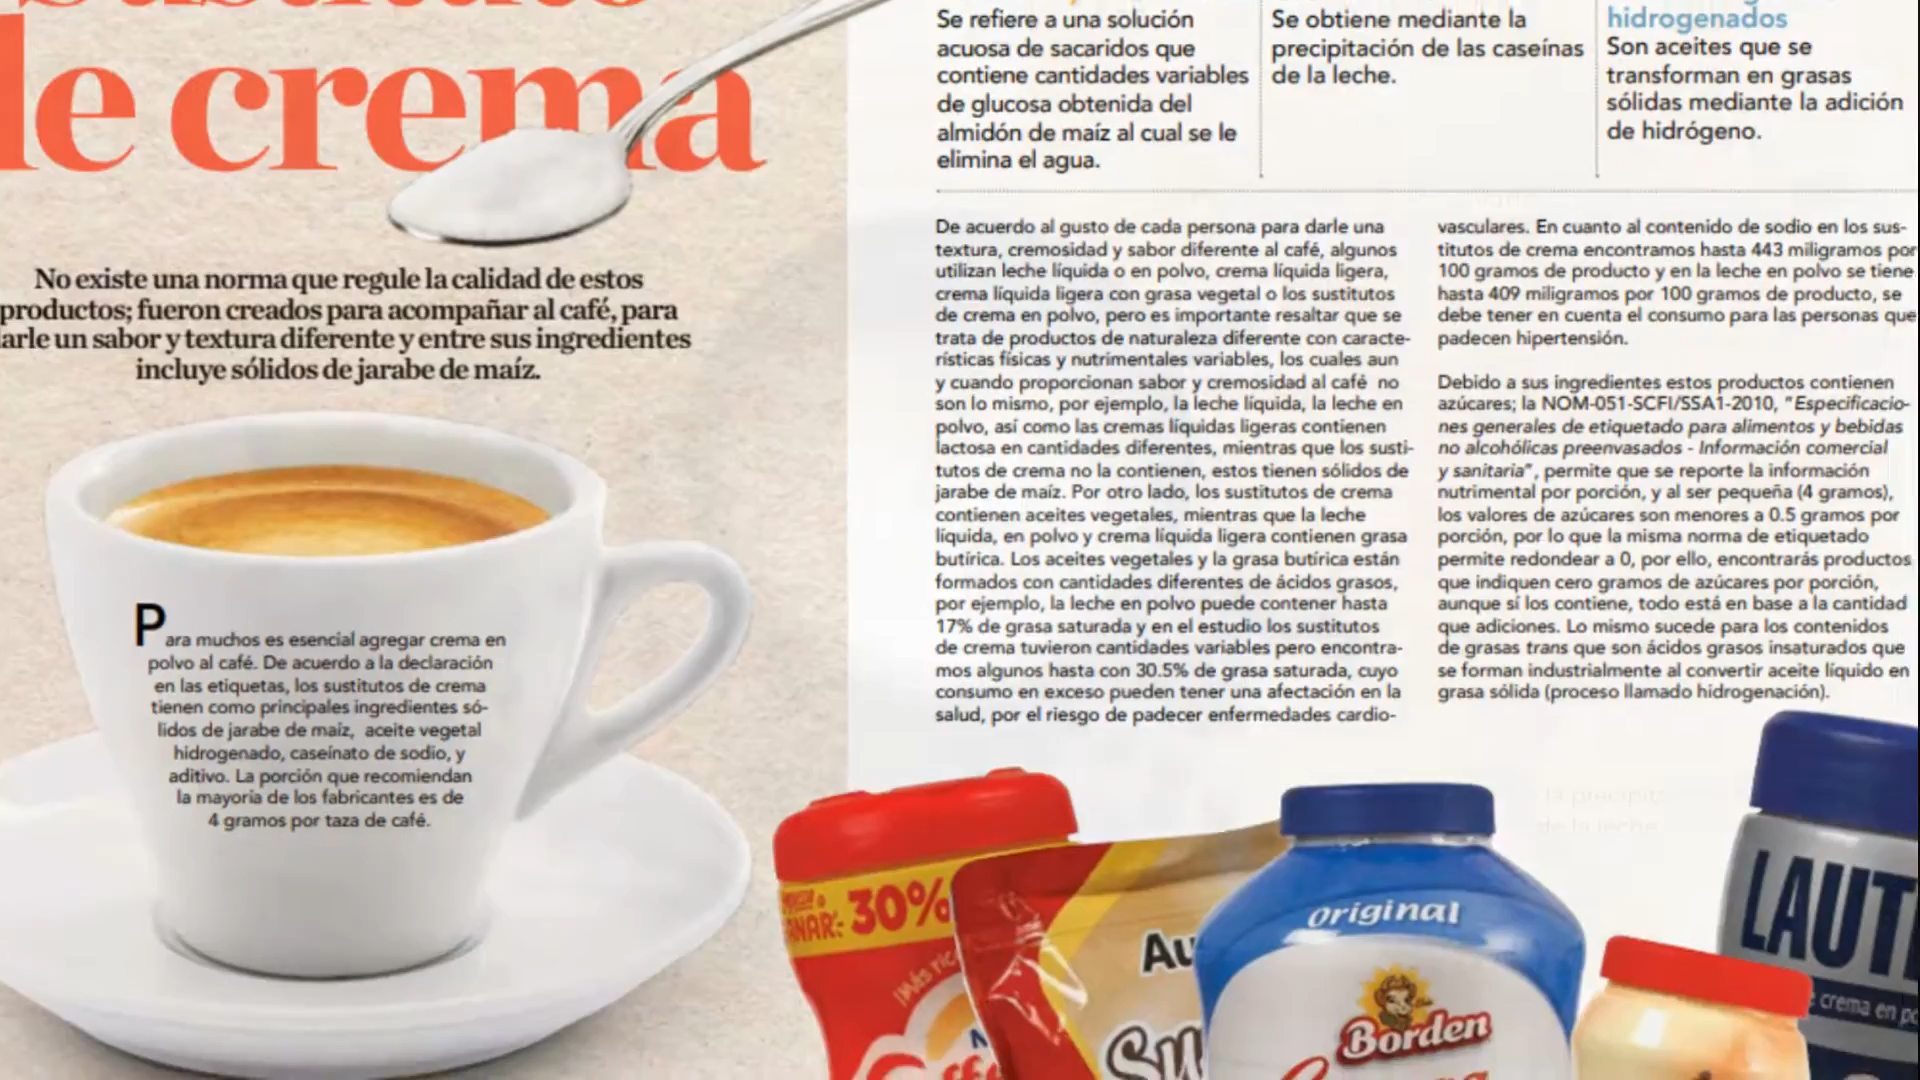 de crema
No existe una norma que regule la calidad de estos
productos; fueron creados para acompañar al café, para
darle un sabor y textura diferente y entre sus ingredientes
incluye sólidos de jarabe de maíz.
Para muchos es esencial agregar crema en
polvo al café. De acuerdo a la declaración
en las etiquetas, los sustitutos de crema
tienen como principales ingredientes só-
lidos de jarabe de maíz, aceite vegetal
hidrogenado, caseínato de sodio, y
aditivo. La porción que recomiendan
la mayoría de los fabricantes es de
4 gramos por taza de café.
Se refiere a una solución
acuosa de sacaridos que
contiene cantidades variables
de glucosa obtenida del
almidón de maíz al cual se le
elimina el agua.
Se obtiene mediante la
precipitación de las caseínas
de la leche.
hidrogenados
Son aceites que se
transforman en grasas
sólidas mediante la adición
de hidrógeno.
De acuerdo al gusto de cada persona para darle una
textura, cremosidad y sabor diferente al café, algunos
utilizan leche líquida o en polvo, crema líquida ligera,
crema líquida ligera con grasa vegetal o los sustitutos
de crema en polvo, pero es importante resaltar que se
trata de productos de naturaleza diferente con caracte-
rísticas físicas y nutrimentales variables, los cuales aun
y cuando proporcionan sabor y cremosidad al café no
son lo mismo, por ejemplo, la leche líquida, la leche en
polvo, así como las cremas líquidas ligeras contienen
lactosa en cantidades diferentes, mientras que los susti-
tutos de crema no la contienen, estos tienen sólidos de
jarabe de maíz. Por otro lado, los sustitutos de crema
contienen aceites vegetales, mientras que la leche
líquida, en polvo y crema líquida ligera contienen grasa
butírica. Los aceites vegetales y la grasa butírica están
formados con cantidades diferentes de ácidos grasos,
por ejemplo, la leche en polvo puede contener hasta
17% de grasa saturada y en el estudio los sustitutos
de crema tuvieron cantidades variables pero encontra-
mos algunos hasta con 30.5% de grasa saturada, cuyo
consumo en exceso pueden tener una afectación en la
salud, por el riesgo de padecer enfermedades cardio-
vasculares. En cuanto al contenido de sodio en los sus-
titutos de crema encontramos hasta 443 miligramos por
100 gramos de producto y en la leche en polvo se tiene
hasta 409 miligramos por 100 gramos de producto, se
debe tener en cuenta el consumo para las personas que
padecen hipertensión.
Debido a sus ingredientes estos productos contienen
azúcares; la NOM-051-SCFI/SSA1-2010, "Especificacio-
nes generales de etiquetado para alimentos y bebidas
no alcohólicas preenvasados - Información comercial
y sanitaria", permite que se reporte la información
nutrimental por porción, y al ser pequeña (4 gramos),
los valores de azúcares son menores a 0.5 gramos por
porción, por lo que la misma norma de etiquetado
permite redondear a 0, por ello, encontrarás productos
que indiquen cero gramos de azúcares por porción,
aunque sí los contiene, todo está en base a la cantidad
que adiciones. Lo mismo sucede para los contenidos
de grasas trans que son ácidos grasos insaturados que
se forman industrialmente al convertir aceite líquido en
grasa sólida (proceso llamado hidrogenación).
30%
Original
Borden
LAUT
crema en po